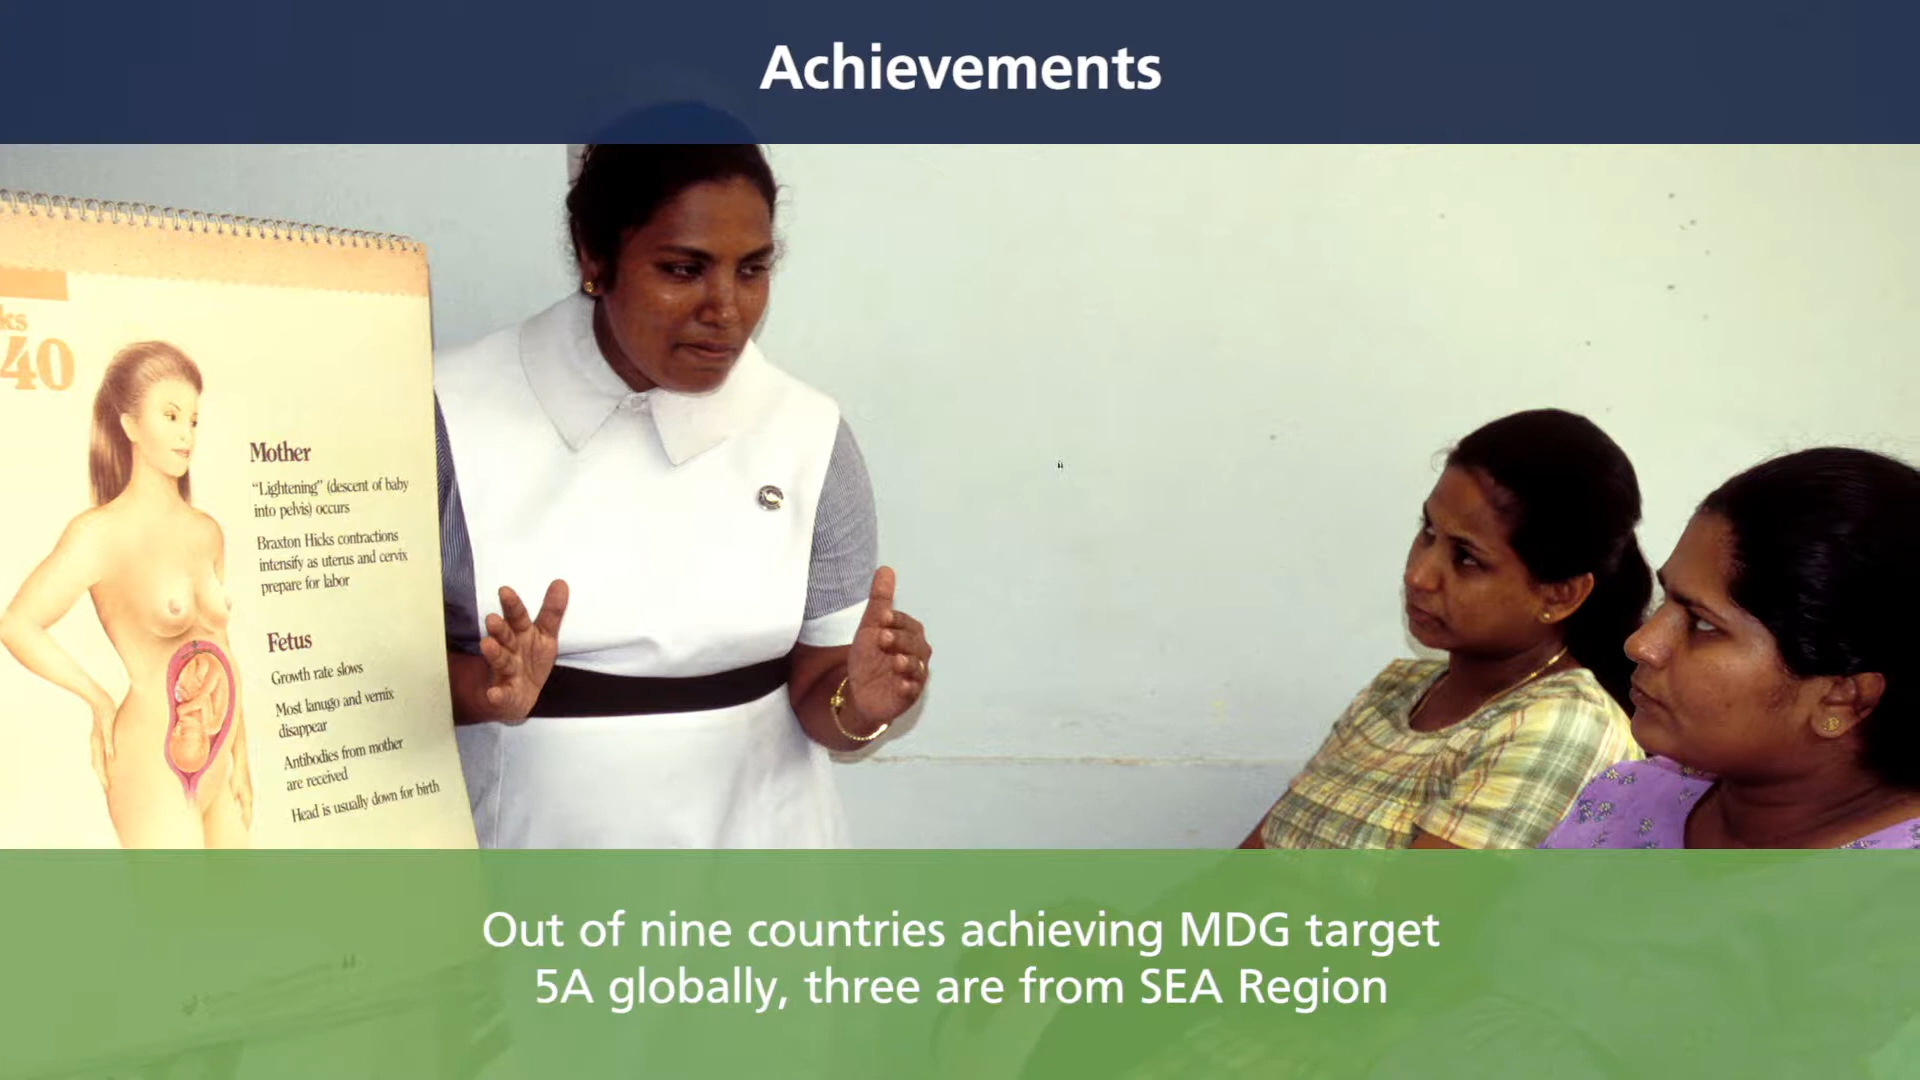 Achievements
ks
40
Mother
“Lightening” (descent of baby
into pelvis) occurs
Braxton Hicks contractions
intensify as uterus and cervix
prepare for labor
Fetus
Growth rate slows
Most lanugo and vernix
disappear
Antibodies from mother
are received
Head is usually down for birth
Out of nine countries achieving MDG target
5A globally, three are from SEA Region